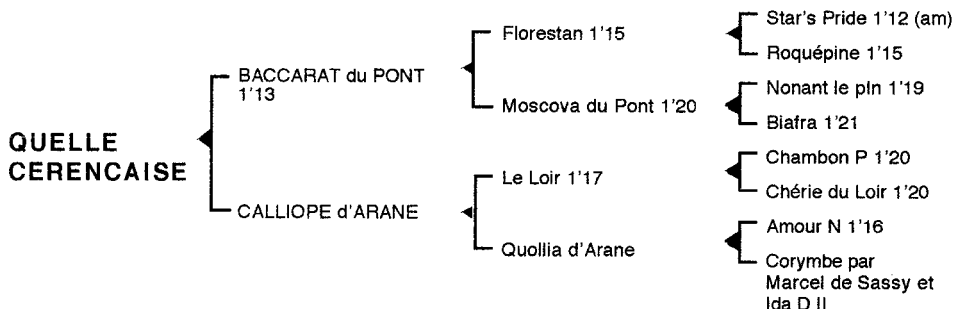 Star's Pride 1'12 (am)
Florestan 1'15
Roquépine 1'15
BACCARAT du PONT
1'13
Nonant le pln 1'19
Moscova du Pont 1'20
Biafra 1'21
QUELLE
CERENCAISE
Chambon P 1'20
Le Loir 1'17
Chérie du Loir 1'20
CALLIOPE d'ARANE
Amour N 1'16
Quollia d'Arane
Corymbe par
Marcel de Sassy et
Ida D II